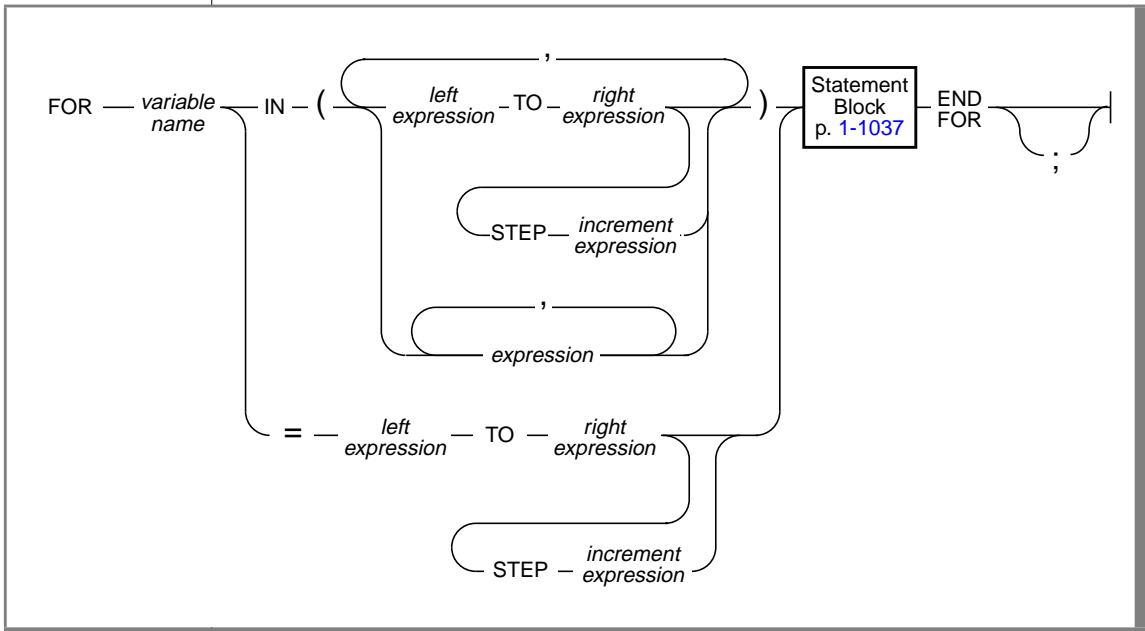 ,
FOR variable name IN ( left expression TO right expression ) Statement Block p. 1-1037 END FOR ;
STEP increment expression
,
expression
= left expression TO right expression
STEP increment expression